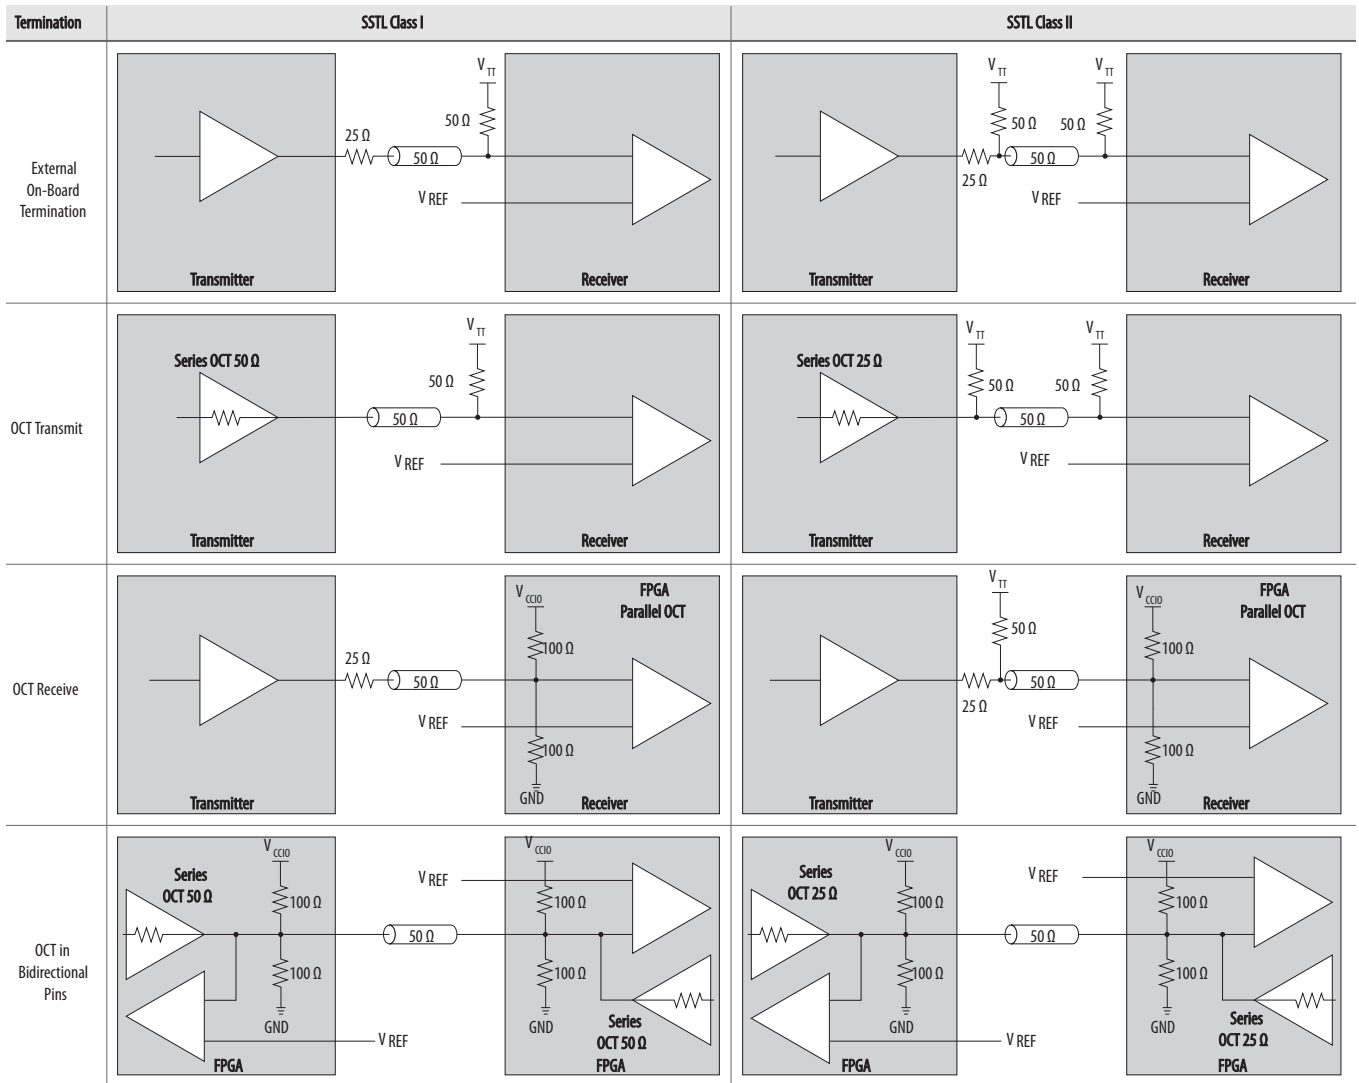 Termination
SSTL Class I
SSTL Class II
External
On-Board
Termination
V TT
50 Ω
25 Ω
50 Ω
V REF
Transmitter
Receiver
V TT
V TT
50 Ω
50 Ω
50 Ω
25 Ω
V REF
Transmitter
Receiver
OCT Transmit
Series OCT 50 Ω
V TT
50 Ω
50 Ω
V REF
Transmitter
Receiver
Series OCT 25 Ω
V TT
V TT
50 Ω
50 Ω
50 Ω
V REF
Transmitter
Receiver
OCT Receive
25 Ω
50 Ω
V REF
V CCIO
FPGA
Parallel OCT
100 Ω
100 Ω
GND
Transmitter
Receiver
V TT
50 Ω
50 Ω
25 Ω
V REF
V CCIO
FPGA
Parallel OCT
100 Ω
100 Ω
GND
Transmitter
Receiver
OCT in
Bidirectional
Pins
Series
OCT 50 Ω
V CCIO
100 Ω
100 Ω
GND
FPGA
V REF
50 Ω
V REF
V CCIO
100 Ω
100 Ω
GND
Series
OCT 50 Ω
FPGA
Series
OCT 25 Ω
V CCIO
100 Ω
100 Ω
GND
FPGA
V REF
50 Ω
V REF
V CCIO
100 Ω
100 Ω
GND
Series
OCT 25 Ω
FPGA